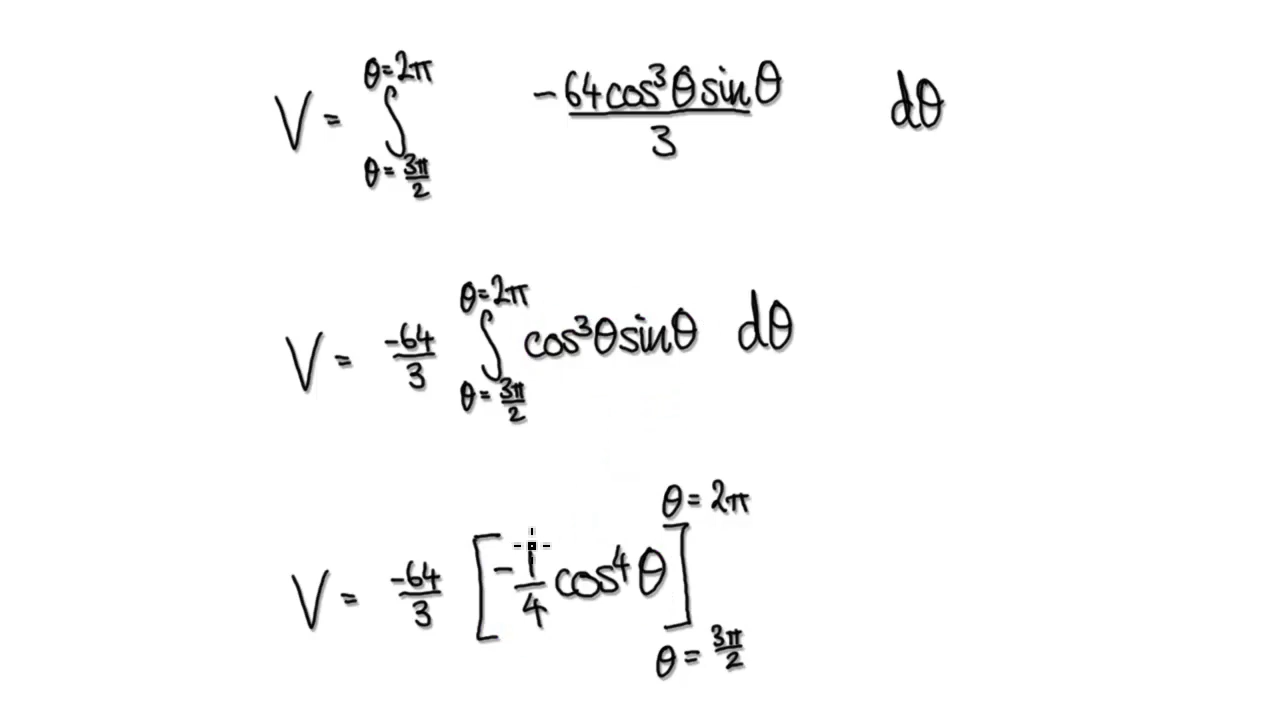 V = ∫_{θ=3π/2}^{θ=2π} -64cos³θsinθ/3 dθ
V = -64/3 ∫_{θ=3π/2}^{θ=2π} cos³θsinθ dθ
V = -64/3 [-1/4 cos⁴θ]_{θ=3π/2}^{θ=2π}